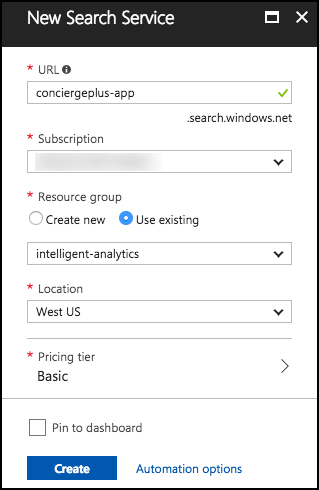 New Search Service
* URL
conciergeplus-app
.search.windows.net
* Subscription
* Resource group
Create new Use existing
intelligent-analytics
* Location
West US
* Pricing tier
Basic
Pin to dashboard
Create Automation options